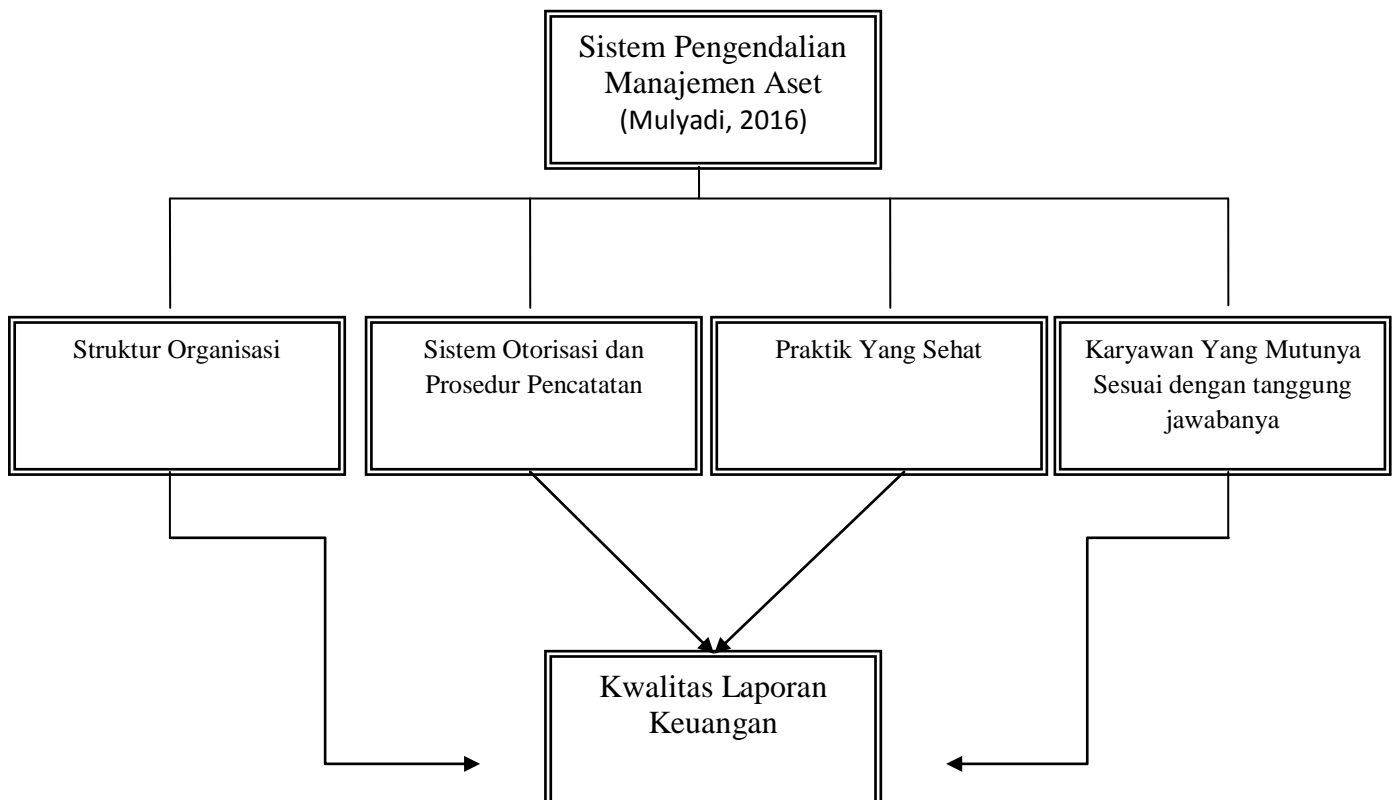 Sistem Pengendalian
Manajemen Aset
(Mulyadi, 2016)
Struktur Organisasi
Sistem Otorisasi dan
Prosedur Pencatatan
Praktik Yang Sehat
Karyawan Yang Mutunya
Sesuai dengan tanggung
jawabanya
Kwalitas Laporan
Keuangan